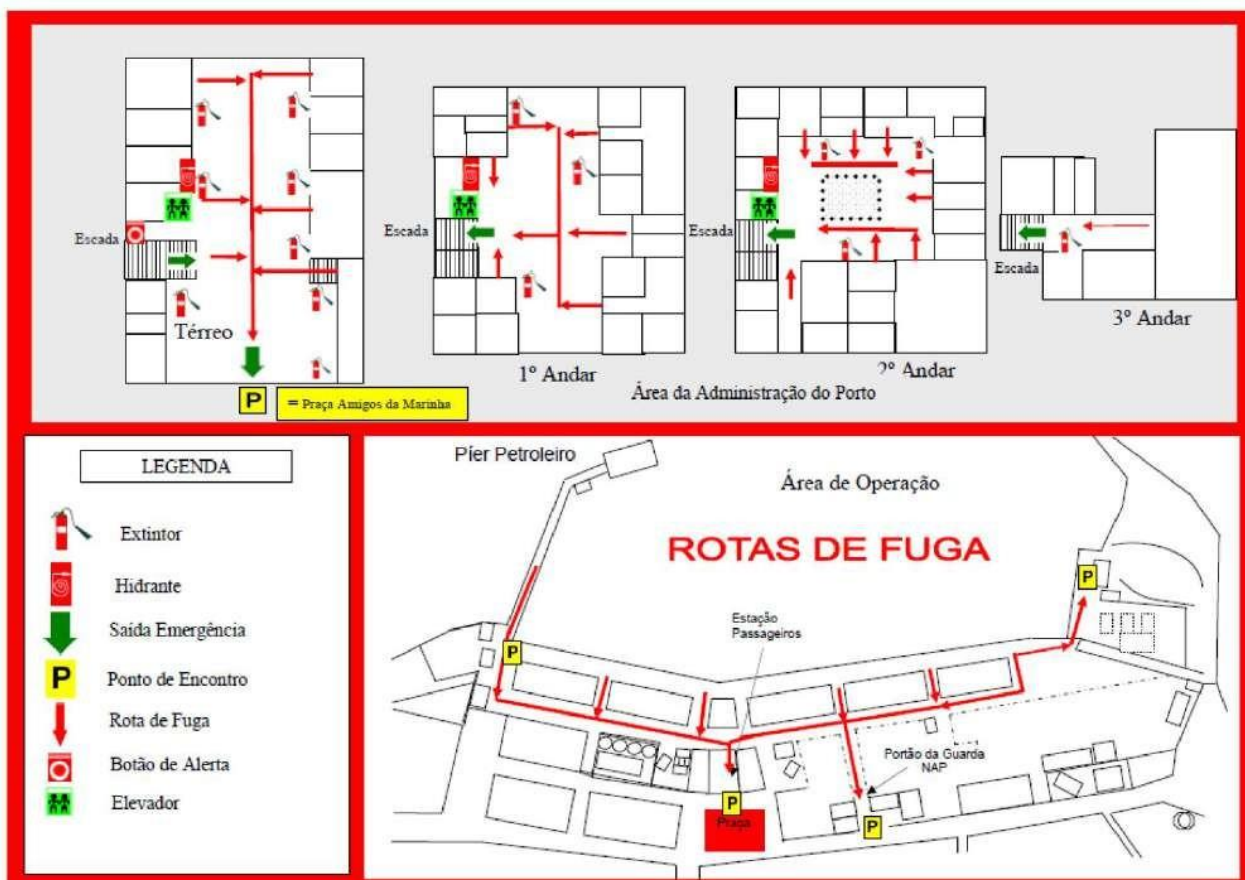 Escada
Térreo
P
= Praça Amigos da Marinha
Escada
1º Andar
Escada
2º Andar
Escada
3º Andar
Área da Administração do Porto
LEGENDA
Extintor
Hidrante
Saída Emergência
P
Ponto de Encontro
Rota de Fuga
Botão de Alerta
Elevador
Píer Petroleiro
Área de Operação
ROTAS DE FUGA
P
Estação
Passageiros
P
Portão da Guarda
NAP
P
Praça
P